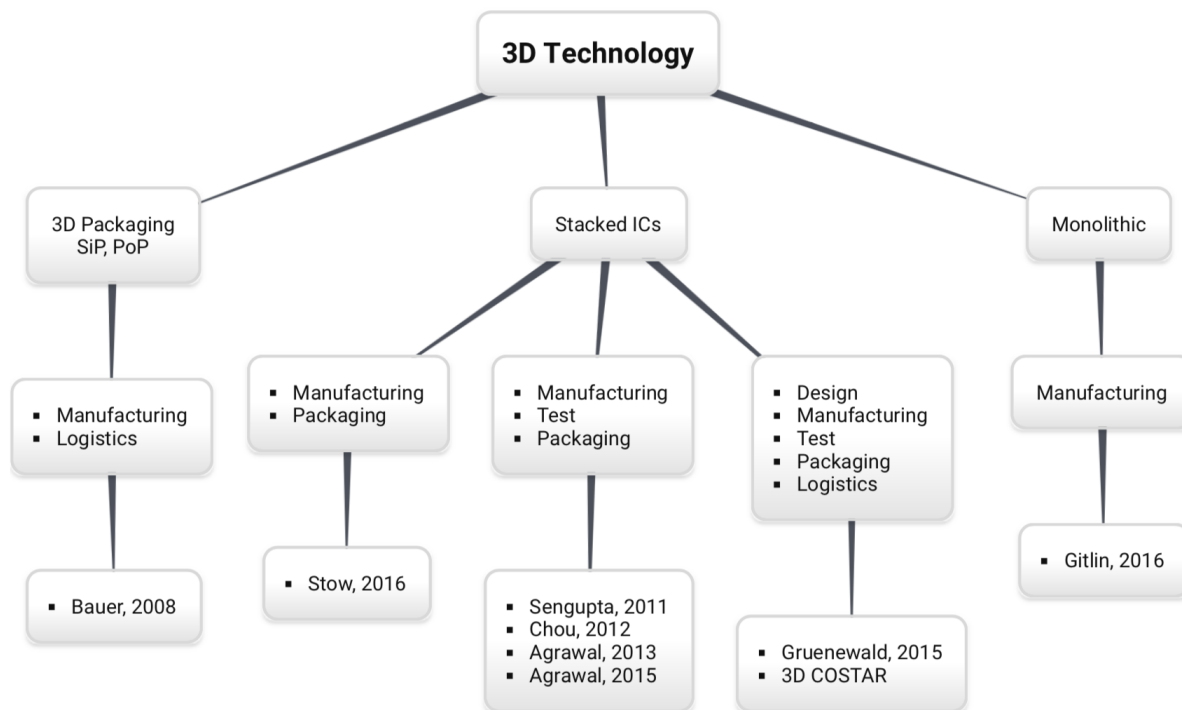 3D Technology
3D Packaging
SiP, PoP
Stacked ICs
Monolithic
▪ Manufacturing
▪ Logistics
▪ Manufacturing
▪ Packaging
▪ Manufacturing
▪ Test
▪ Packaging
▪ Design
▪ Manufacturing
▪ Test
▪ Packaging
▪ Logistics
Manufacturing
▪ Bauer, 2008
▪ Stow, 2016
▪ Sengupta, 2011
▪ Chou, 2012
▪ Agrawal, 2013
▪ Agrawal, 2015
▪ Gruenewald, 2015
▪ 3D COSTAR
▪ Gitlin, 2016